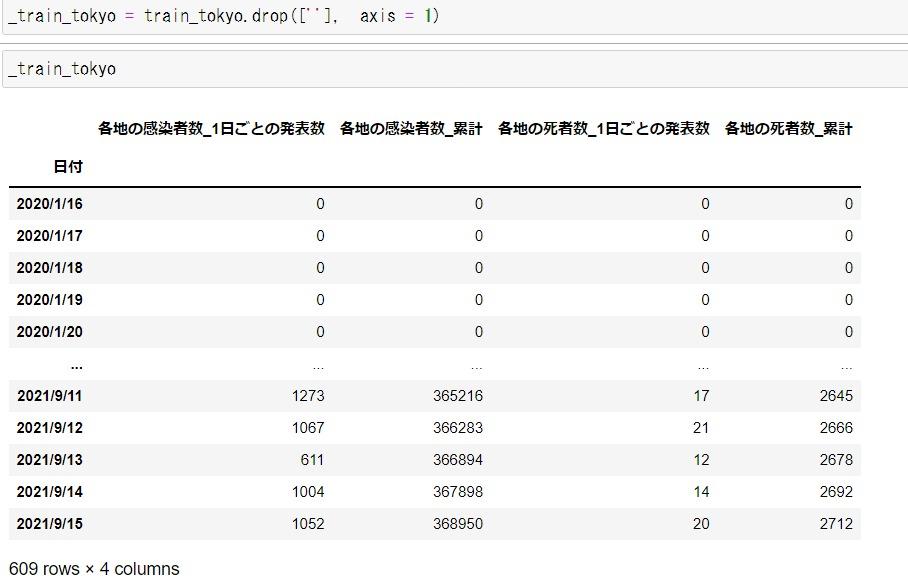 _train_tokyo = train_tokyo.drop([''], axis = 1)
_train_tokyo
各地の感染者数_1日ごとの発表数 各地の感染者数_累計 各地の死者数_1日ごとの発表数 各地の死者数_累計
日付
2020/1/16 0 0 0 0
2020/1/17 0 0 0 0
2020/1/18 0 0 0 0
2020/1/19 0 0 0 0
2020/1/20 0 0 0 0
... ... ... ... ...
2021/9/11 1273 365216 17 2645
2021/9/12 1067 366283 21 2666
2021/9/13 611 366894 12 2678
2021/9/14 1004 367898 14 2692
2021/9/15 1052 368950 20 2712
609 rows × 4 columns